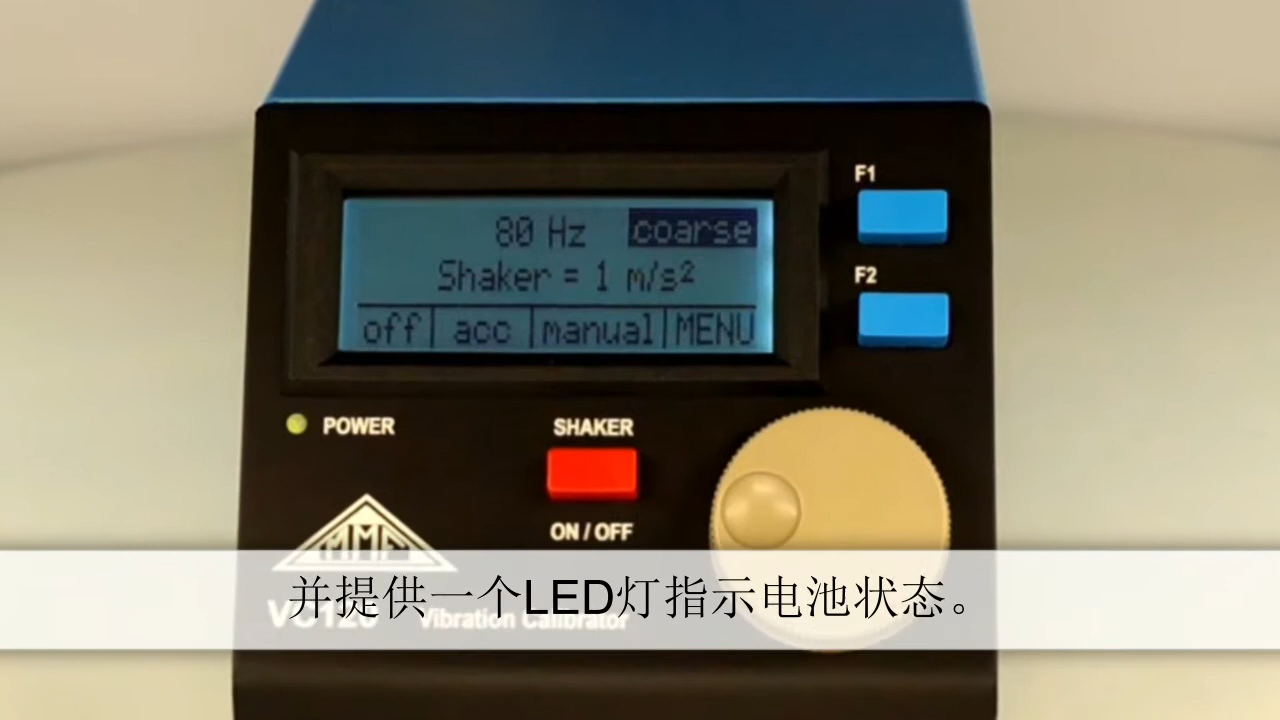 F1
80 Hz coarse
Shaker = 1 m/s²
off acc manual MENU
F2
POWER
SHAKER
ON / OFF
MMF
并提供一个LED灯指示电池状态。
Vibration Calibrator